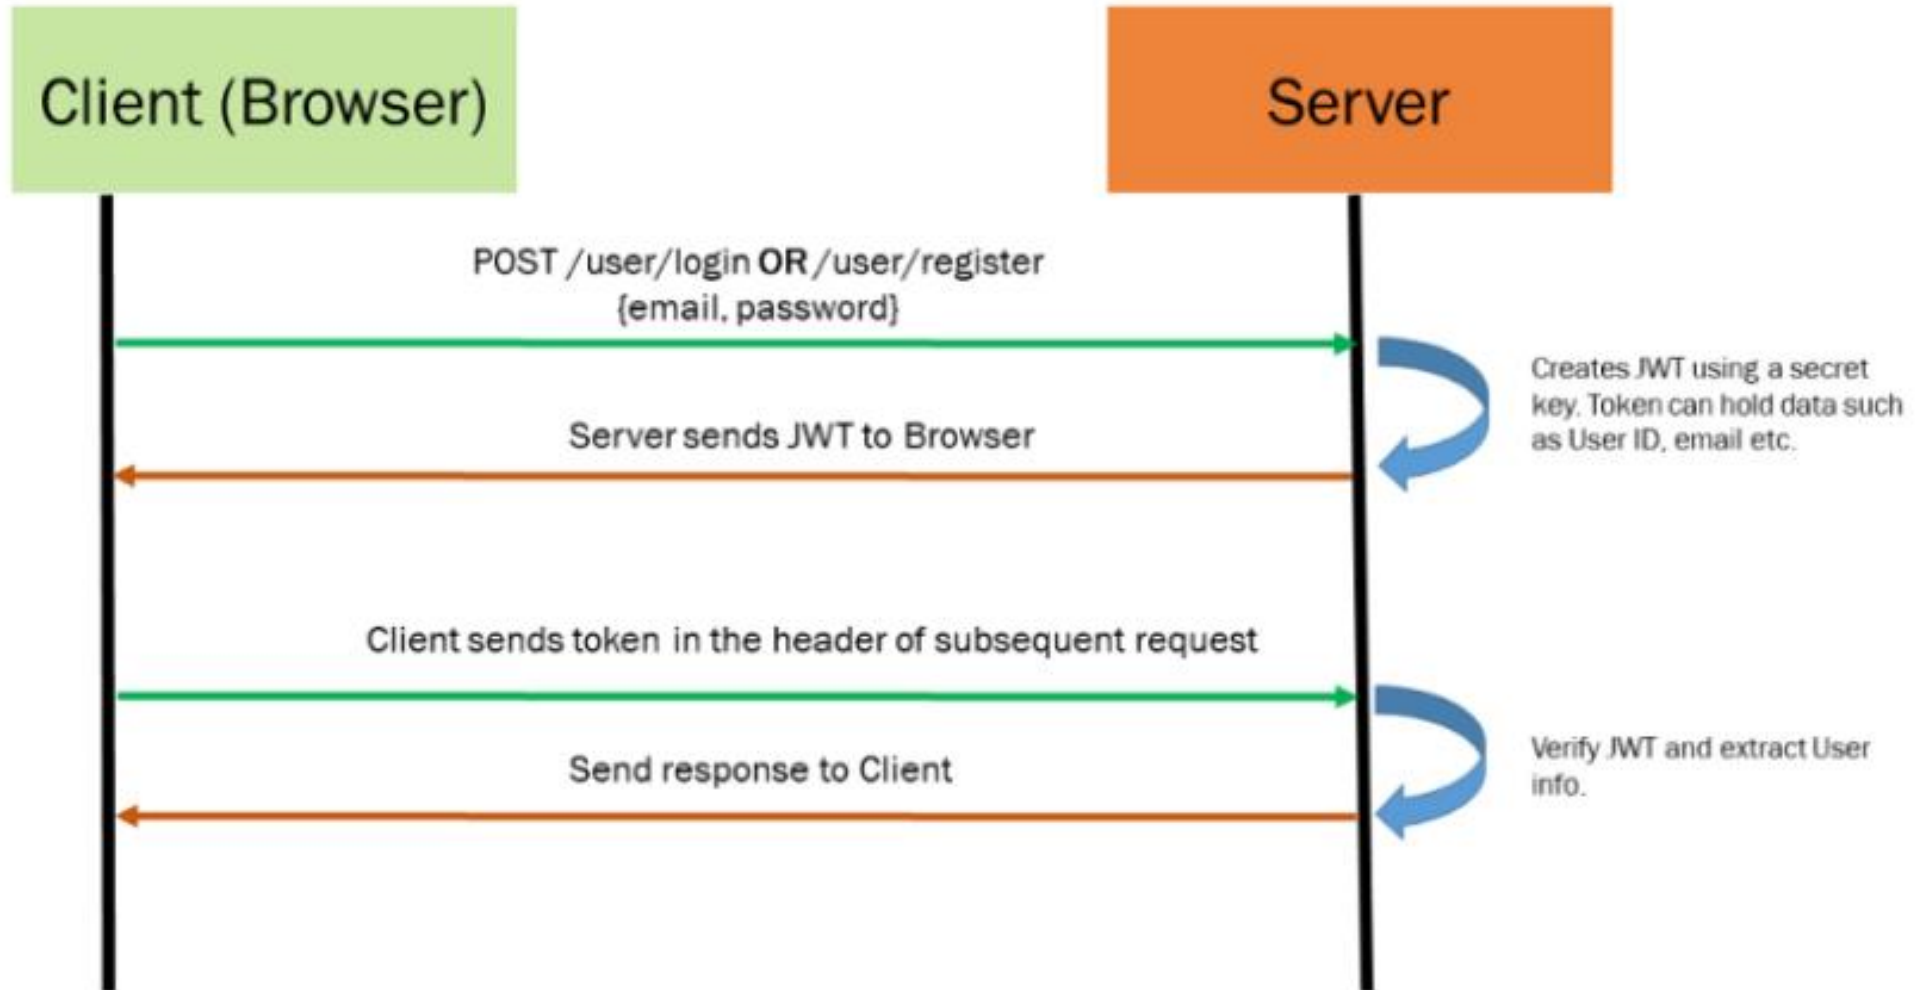 Client (Browser)
Server
POST /user/login OR /user/register
{email, password}
Creates JWT using a secret
key. Token can hold data such
as User ID, email etc.
Server sends JWT to Browser
Client sends token in the header of subsequent request
Verify JWT and extract User
info.
Send response to Client